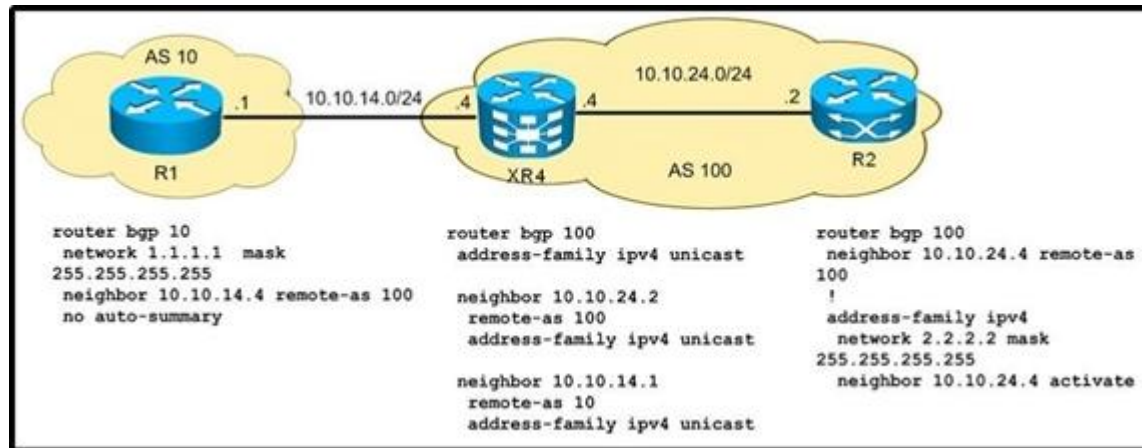 AS 10
10.10.14.0/24
.1
.4
R1
10.10.24.0/24
.4
.2
XR4
AS 100
R2
router bgp 10
network 1.1.1.1 mask
255.255.255.255
neighbor 10.10.14.4 remote-as 100
no auto-summary
router bgp 100
address-family ipv4 unicast
neighbor 10.10.24.2
remote-as 100
address-family ipv4 unicast
neighbor 10.10.14.1
remote-as 10
address-family ipv4 unicast
router bgp 100
neighbor 10.10.24.4 remote-as
100
!
address-family ipv4
network 2.2.2.2 mask
255.255.255.255
neighbor 10.10.24.4 activate